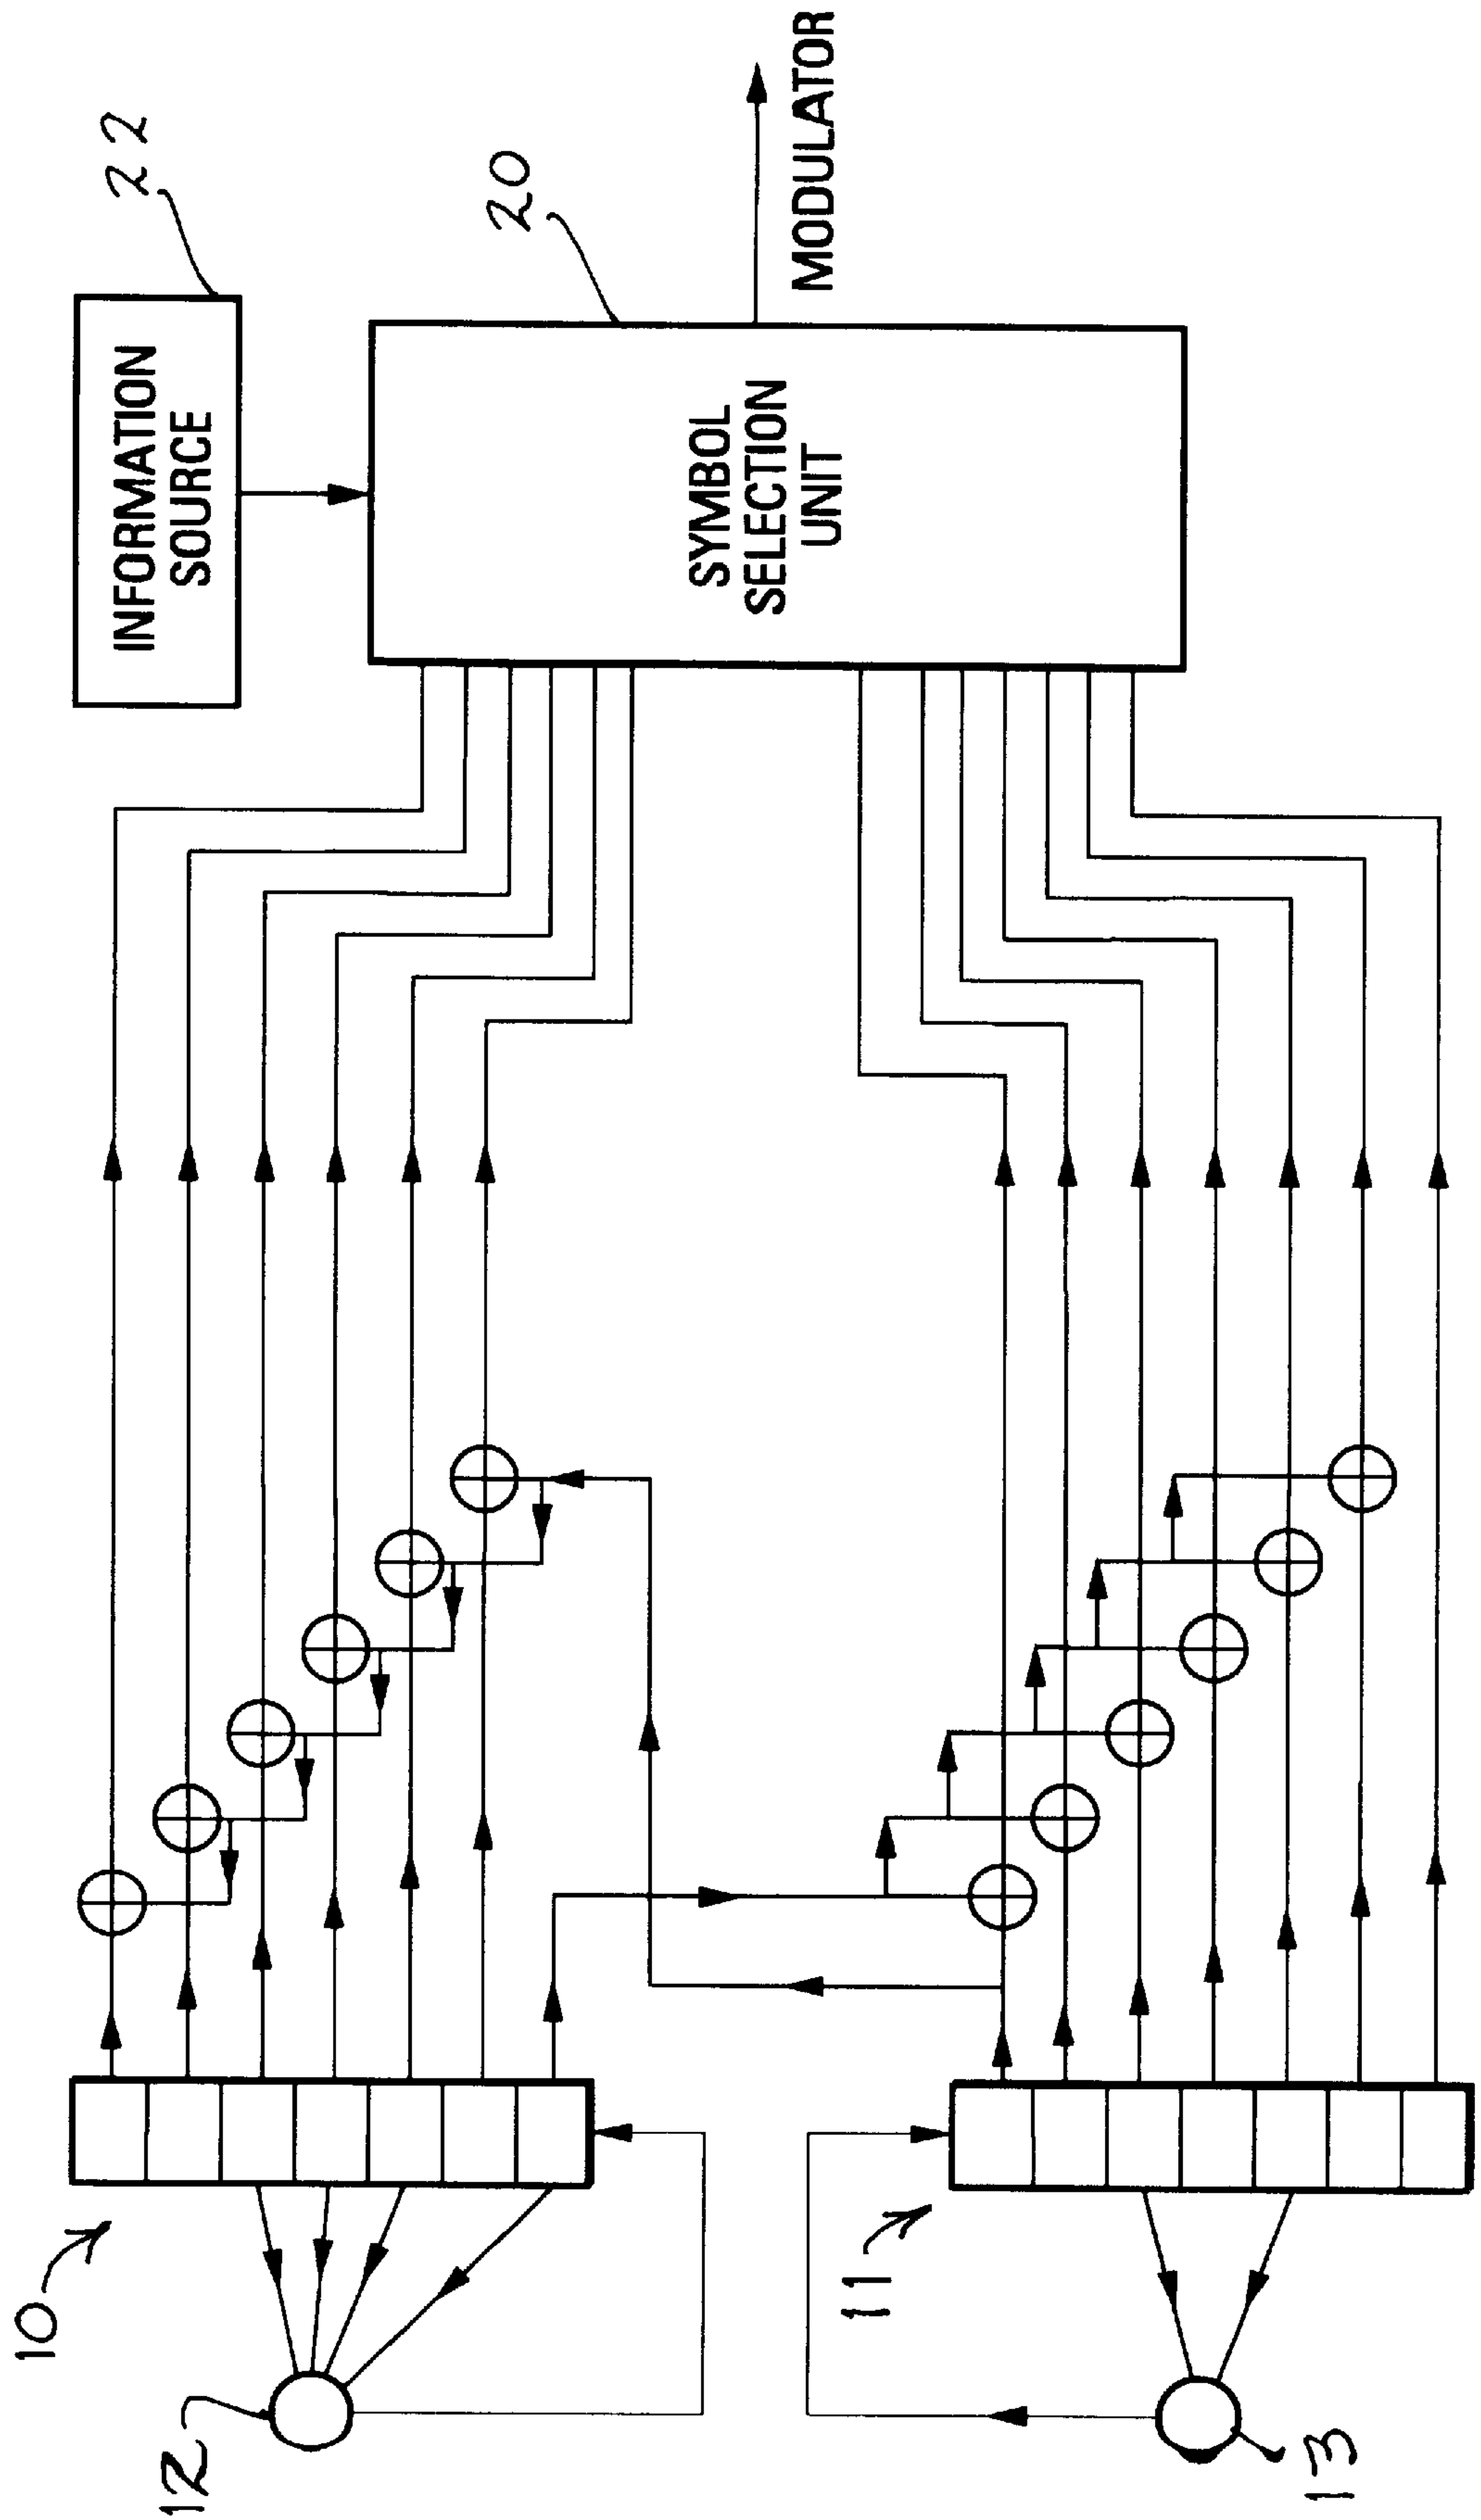 INFORMATION
SOURCE
22
SYMBOL
SELECTION
UNIT
20
MODULATOR
10
12
11
13